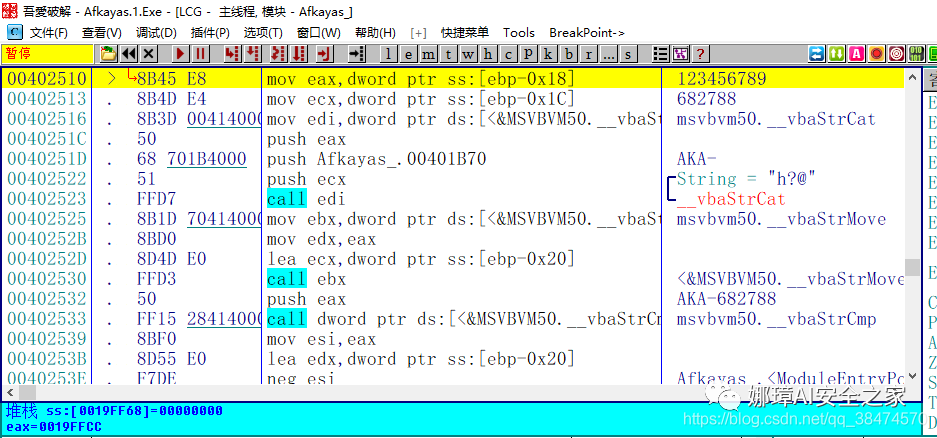 吾愛破解 - Afkayas.1.Exe - [LCG - 主线程, 模块 - Afkayas_]
C 文件(F) 查看(V) 调试(D) 插件(P) 选项(T) 窗口(W) 帮助(H) [+] 快捷菜单 Tools BreakPoint->
暂停 l e m t w h c p k b r ... s ?
00402510 > 8B45 E8 mov eax,dword ptr ss:[ebp-0x18] 123456789
00402513 . 8B4D E4 mov ecx,dword ptr ss:[ebp-0x1C] 682788
00402516 . 8B3D 00414000 mov edi,dword ptr ds:[<&MSVBVM50.__vbaSt msvbvm50.__vbaStrCat
0040251C . 50 push eax
0040251D . 68 701B4000 push Afkayas_.00401B70 AKA-
00402522 . 51 push ecx String = "h?@"
00402523 . FFD7 call edi __vbaStrCat
00402525 . 8B1D 70414000 mov ebx,dword ptr ds:[<&MSVBVM50.__vbaSt msvbvm50.__vbaStrMove
0040252B . 8BD0 mov edx,eax
0040252D . 8D4D E0 lea ecx,dword ptr ss:[ebp-0x20]
00402530 . FFD3 call ebx <&MSVBVM50.__vbaStrMove
00402532 . 50 push eax AKA-682788
00402533 . FF15 28414000 call dword ptr ds:[<&MSVBVM50.__vbaStrCm msvbvm50.__vbaStrCmp
00402539 . 8BF0 mov esi,eax
0040253B . 8D55 E0 lea edx,dword ptr ss:[ebp-0x20]
0040253E . F7DE neg esi Afkayas_.<ModuleEntryPo
堆栈 ss:[0019FF68]=00000000
eax=0019FFCC
娜璋AI安全之家
https://blog.csdn.net/qq_38474570